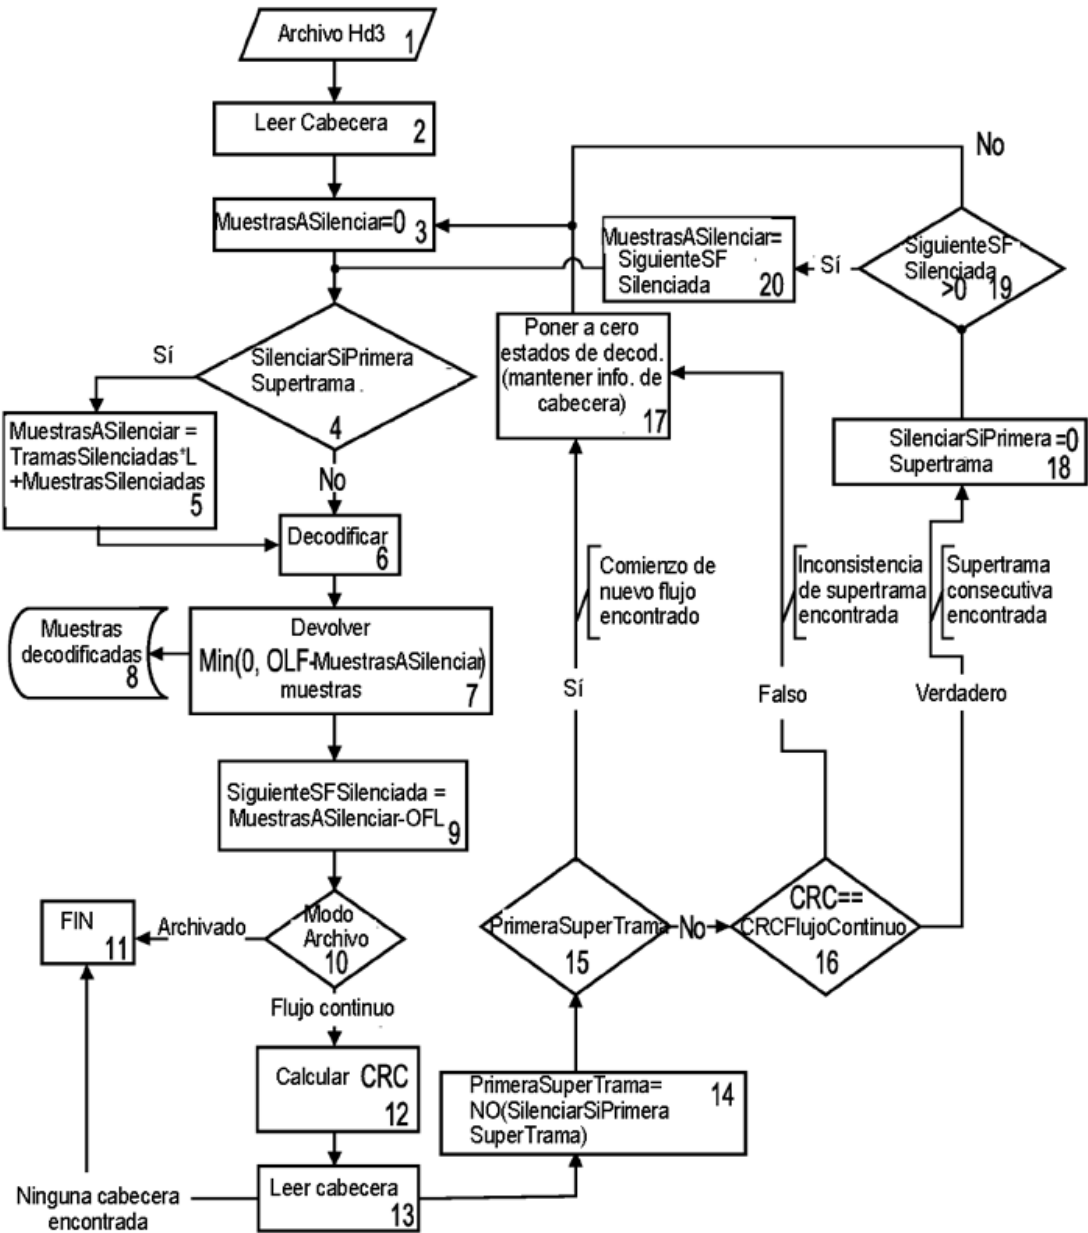 Archivo Hd3 1
Leer Cabecera 2
MuestrasASilenciar=0 3
No
SiguienteSF
Silenciada
>0 19
Sí
MuestrasASilenciar=
SiguienteSF
Silenciada 20
Sí
SilenciarSiPrimera
Supertrama .
4
No
Poner a cero
estados de decod.
(mantener info. de
cabecera)
17
MuestrasASilenciar =
TramasSilenciadas*L
+MuestrasSilenciadas
5
SilenciarSiPrimera =0
Supertrama 18
Decodificar
6
Comienzo de
nuevo flujo
encontrado
Inconsistencia
de supertrama
encontrada
Supertrama
consecutiva
encontrada
Muestras
decodificadas
8
Devolver
Min(0, OLF-MuestrasASilenciar)
muestras 7
Sí
Falso
Verdadero
SiguienteSFSilenciada =
MuestrasASilenciar-OFL
9
FIN
11
Archivado
Modo
Archivo
10
PrimeraSuperTrama
15
No
CRC==
CRCFlujoContinuo
16
Flujo continuo
Calcular CRC
12
PrimeraSuperTrama= 14
NO(SilenciarSiPrimera
SuperTrama)
Ninguna cabecera
encontrada
Leer cabecera
13